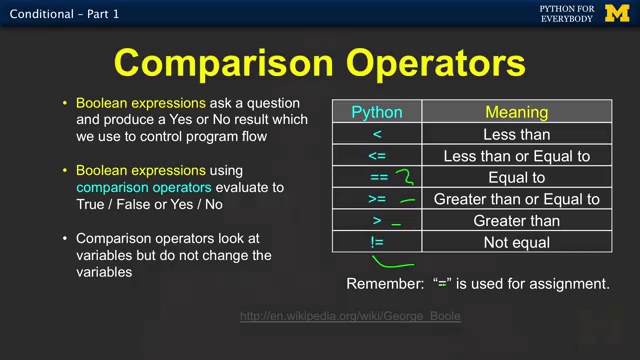 Conditional – Part 1
PYTHON FOR
EVERYBODY
M
Comparison Operators
• Boolean expressions ask a question
and produce a Yes or No result which
we use to control program flow
• Boolean expressions using
comparison operators evaluate to
True / False or Yes / No
• Comparison operators look at
variables but do not change the
variables
Python Meaning
< Less than
<= Less than or Equal to
== Equal to
>= Greater than or Equal to
> Greater than
!= Not equal
Remember: “=” is used for assignment.
http://en.wikipedia.org/wiki/George_Boole